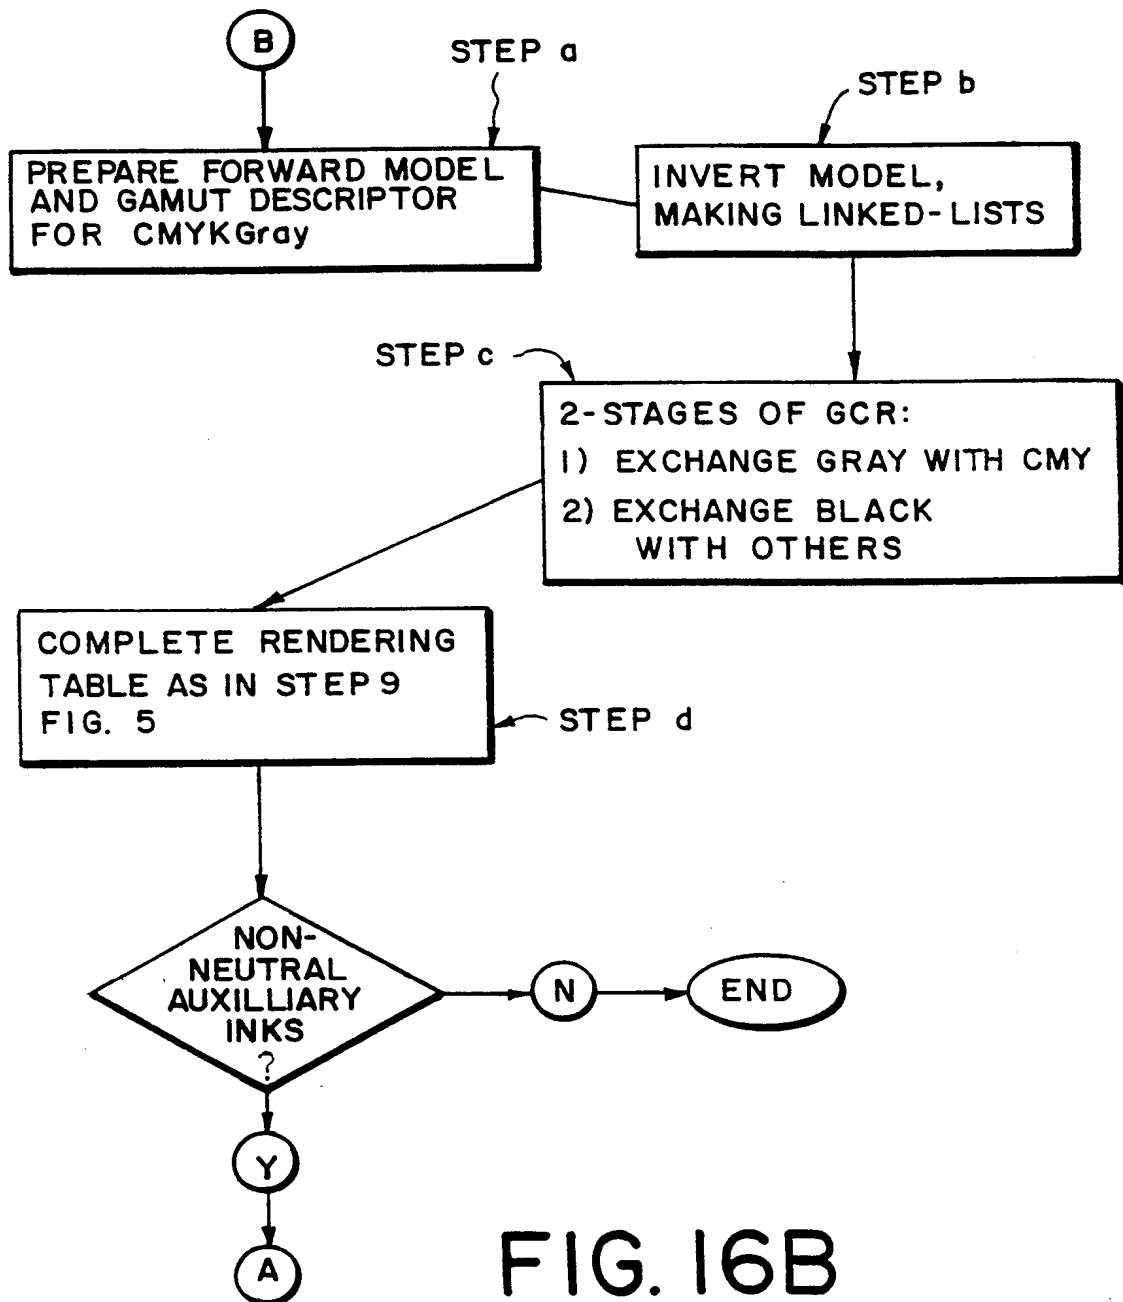 B
STEP a
STEP b
PREPARE FORWARD MODEL
AND GAMUT DESCRIPTOR
FOR CMYKGray
INVERT MODEL,
MAKING LINKED-LISTS
STEP c
2-STAGES OF GCR:
1) EXCHANGE GRAY WITH CMY
2) EXCHANGE BLACK
WITH OTHERS
COMPLETE RENDERING
TABLE AS IN STEP 9
FIG. 5
STEP d
NON-
NEUTRAL
AUXILLIARY
INKS
?
N
END
Y
A
FIG. 16B